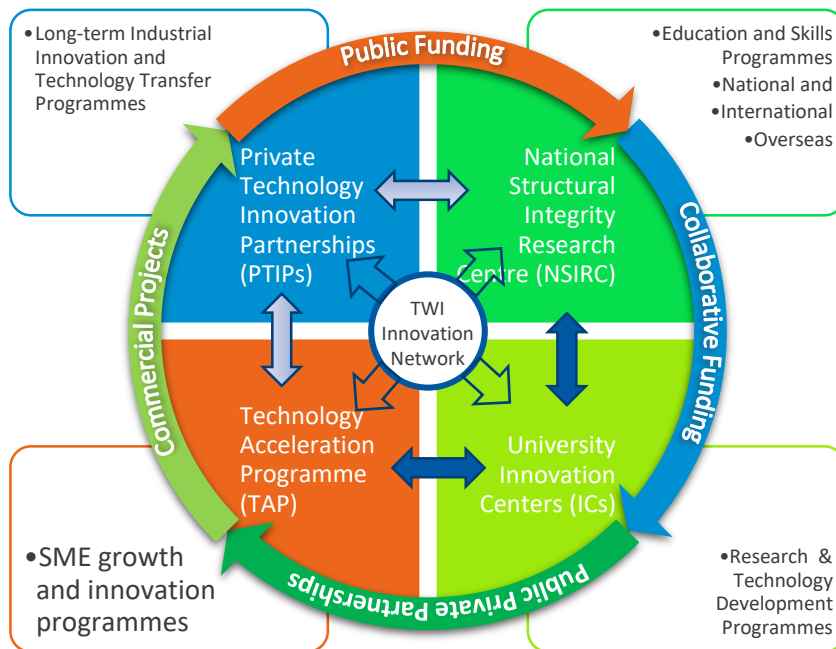 •Long-term Industrial
Innovation and
Technology Transfer
Programmes
Public Funding
•Education and Skills
Programmes
•National and
•International
•Overseas
Private
Technology
Innovation
Partnerships
(PTIPs)
National
Structural
Integrity
Research
Centre (NSIRC)
Commercial Projects
Collaborative Funding
TWI
Innovation
Network
Technology
Acceleration
Programme
(TAP)
University
Innovation
Centers (ICs)
Public Private Partnerships
•SME growth
and innovation
programmes
•Research &
Technology
Development
Programmes